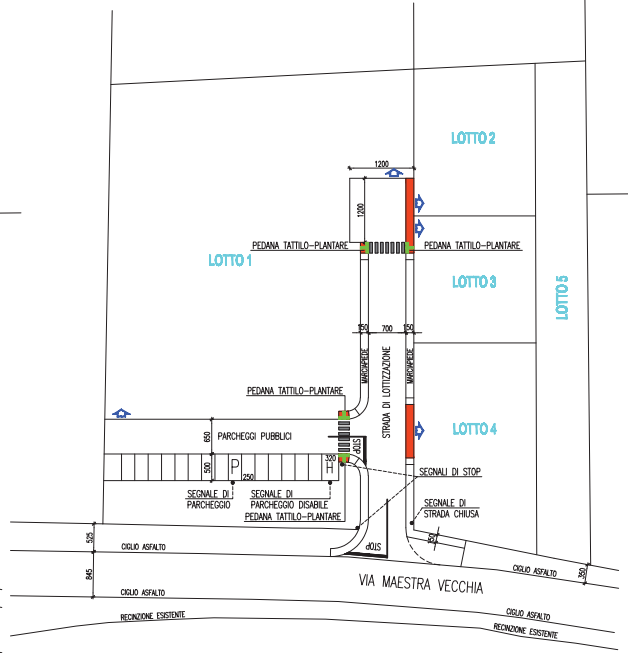 LOTTO 2
1200
1200
PEDANA TATTILO-PLANTARE
PEDANA TATTILO-PLANTARE
LOTTO 1
LOTTO 3
LOTTO 5
150
700
150
MARCIAPIEDE
STRADA DI LOTTIZZAZIONE
MARCIAPIEDE
PEDANA TATTILO-PLANTARE
LOTTO 4
650
PARCHEGGI PUBBLICI
STOP
320
500
P
250
H
SEGNALI DI STOP
SEGNALE DI
PARCHEGGIO
SEGNALE DI
PARCHEGGIO DISABILE
PEDANA TATTILO-PLANTARE
SEGNALE DI
STRADA CHIUSA
525
CIGLIO ASFALTO
STOP
350
350
845
CIGLIO ASFALTO
VIA MAESTRA VECCHIA
RECINZIONE ESISTENTE
CIGLIO ASFALTO
RECINZIONE ESISTENTE